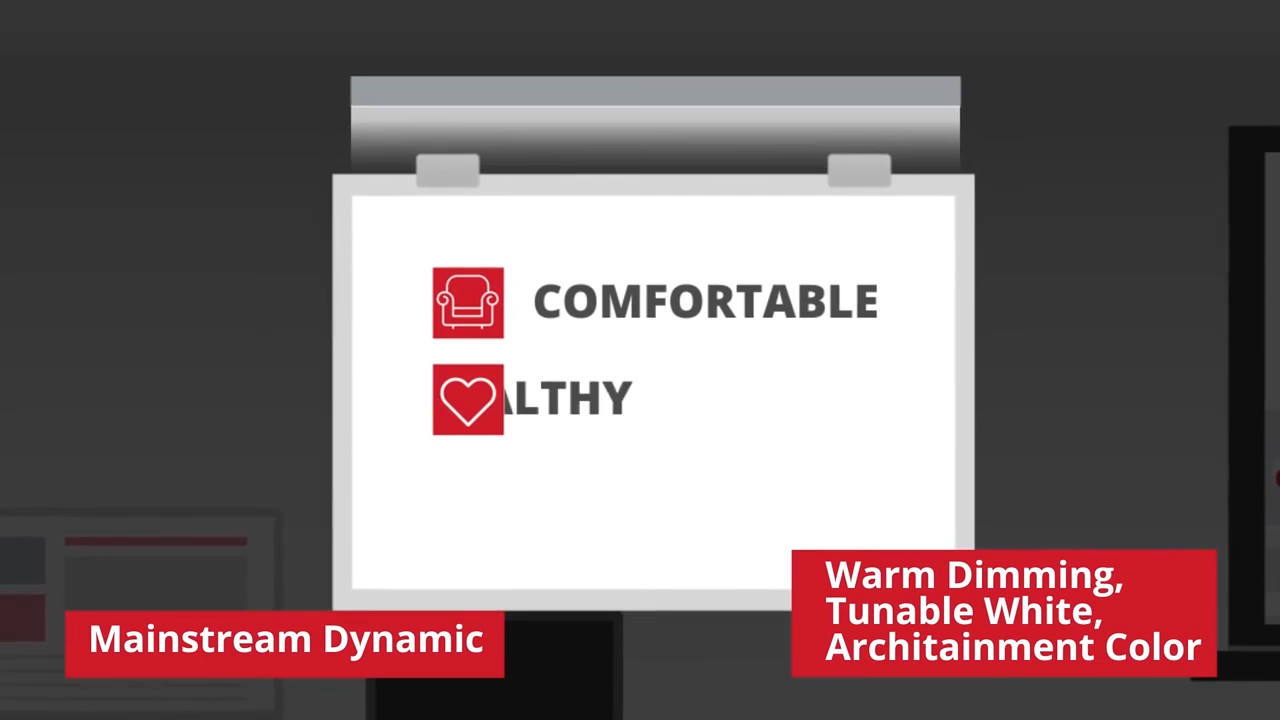 COMFORTABLE
ALTHY
Mainstream Dynamic
Warm Dimming,
Tunable White,
Architainment Color